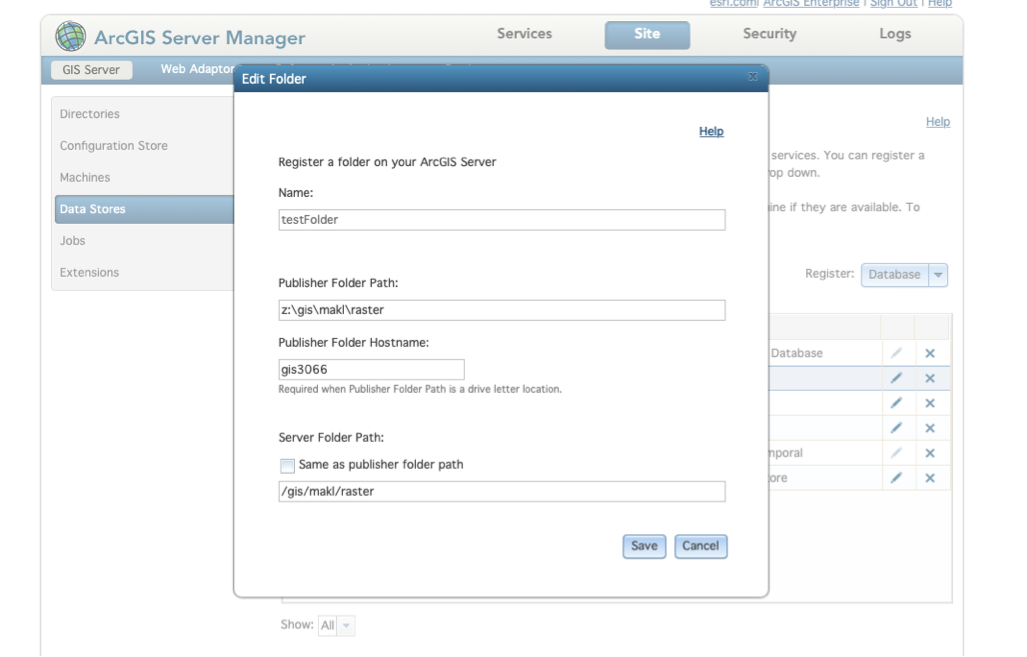 esri.com| ArcGIS Enterprise | Sign Out | Help
ArcGIS Server Manager
Services
Site
Security
Logs
GIS Server
Web Adaptor
Edit Folder
x
Directories
Configuration Store
Machines
Data Stores
Jobs
Extensions
Help
Help
Register a folder on your ArcGIS Server
services. You can register a
op down.
Name:
testFolder
ine if they are available. To
Register: Database
Publisher Folder Path:
z:\gis\makl\raster
Publisher Folder Hostname:
Database
gis3066
Required when Publisher Folder Path is a drive letter location.
Server Folder Path:
Same as publisher folder path
mporal
ore
/gis/makl/raster
Save
Cancel
Show: All